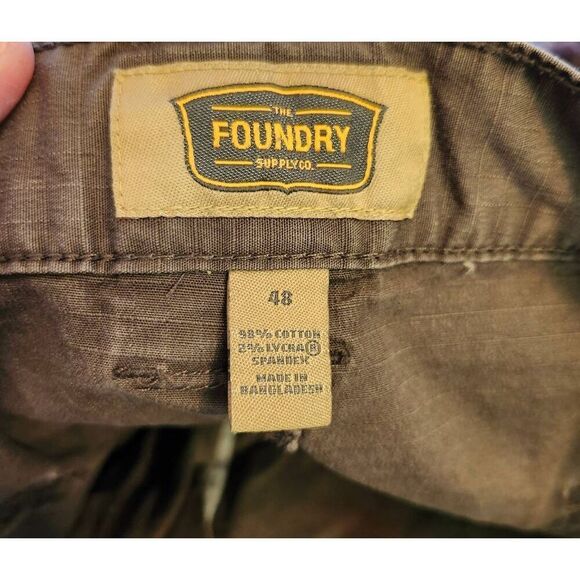 THE
FOUNDRY
SUPPLY CO.
48
98% COTTON
2% LYCRA®
SPANDEX
MADE IN
BANGLADESH